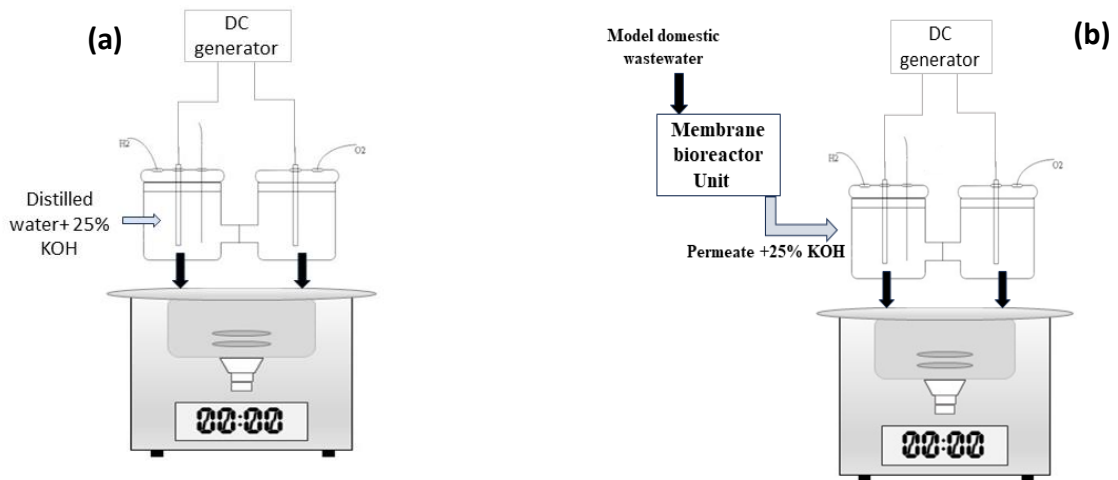 (a)
DC
generator
H2
O2
Distilled
water+ 25%
KOH
00:00
(b)
Model domestic
wastewater
DC
generator
Membrane
bioreactor
Unit
H2
O2
Permeate +25% KOH
00:00